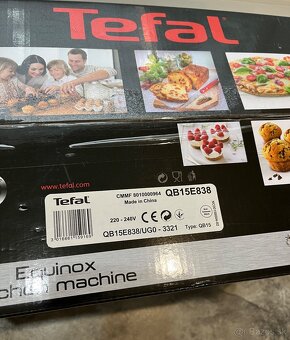 Tefal
www.tefal.com
Tefal
CMMF 8010000964
Made in China
QB15E838
220 - 240V
CE
QB15E838/UG0 - 3321
Type: QB15
Equinox
machine